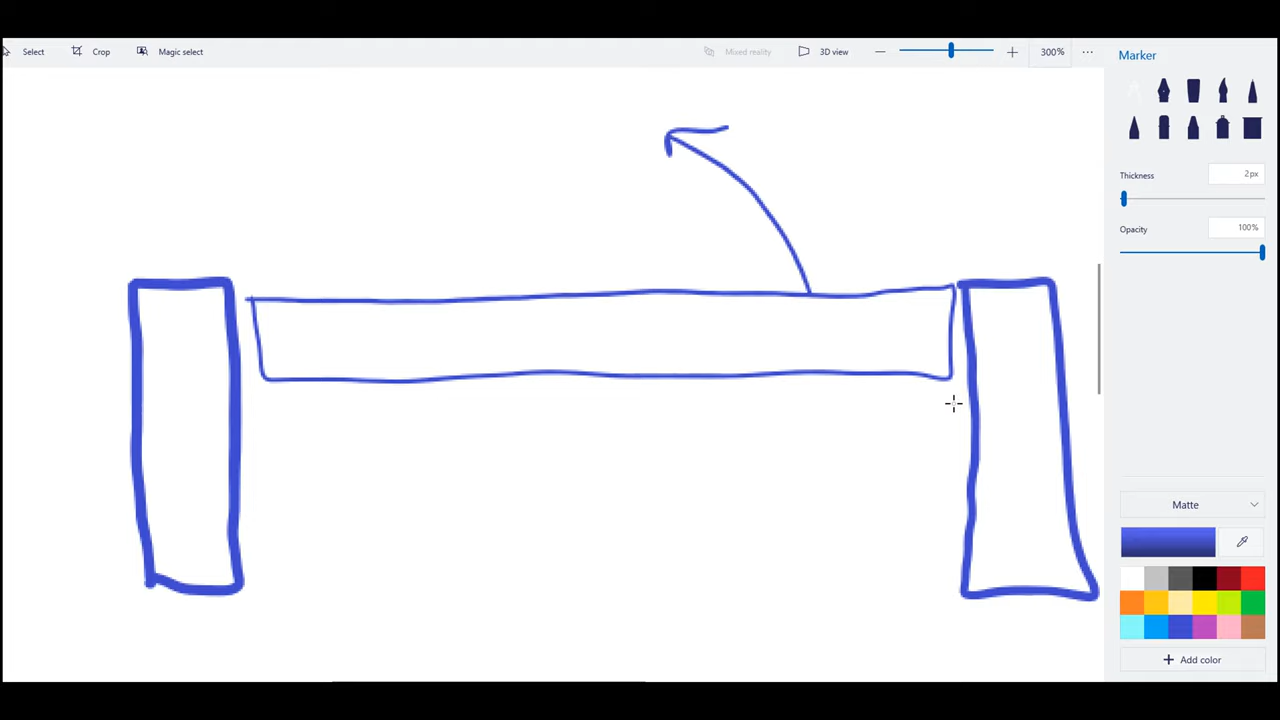 Select Crop Magic select Mixed reality 3D view 300% Marker
Thickness 2px
Opacity 100%
Matte
Add color